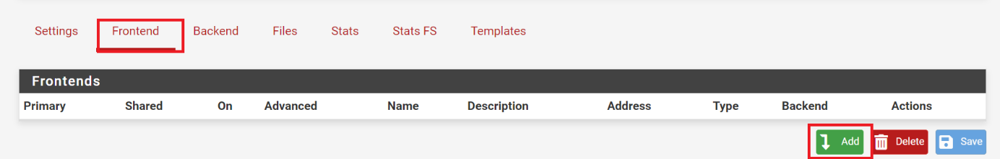 Settings Frontend Backend Files Stats Stats FS Templates
Frontends
Primary Shared On Advanced Name Description Address Type Backend Actions
Add Delete Save